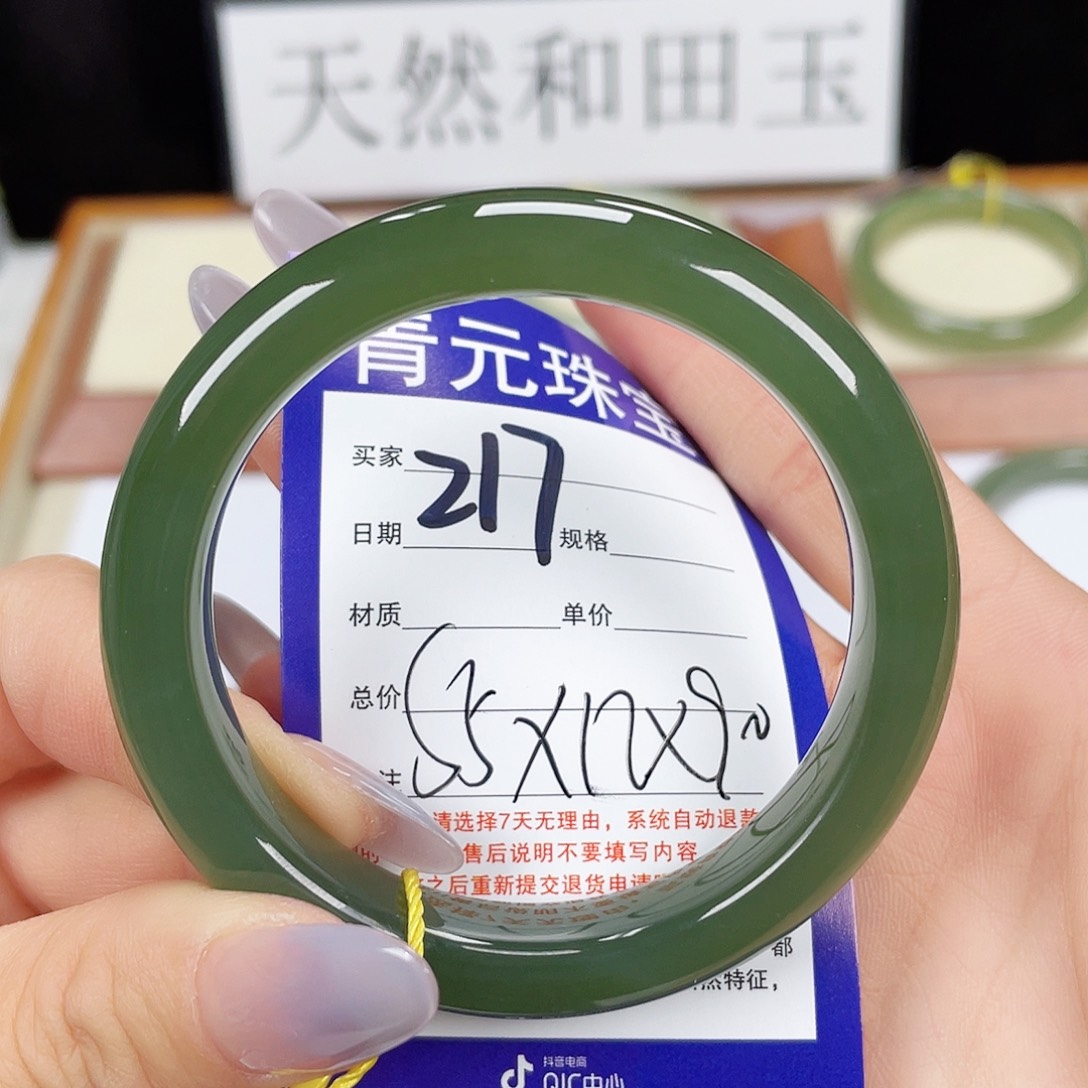 天然和田玉
青元珠宝
买家
217
日期 规格
材质 单价
总价
注
请选择7天无理由，系统自动退款
售后说明不要填写内容
之后重新提交退货申请
都
然特征，
抖音电商
QIC中心